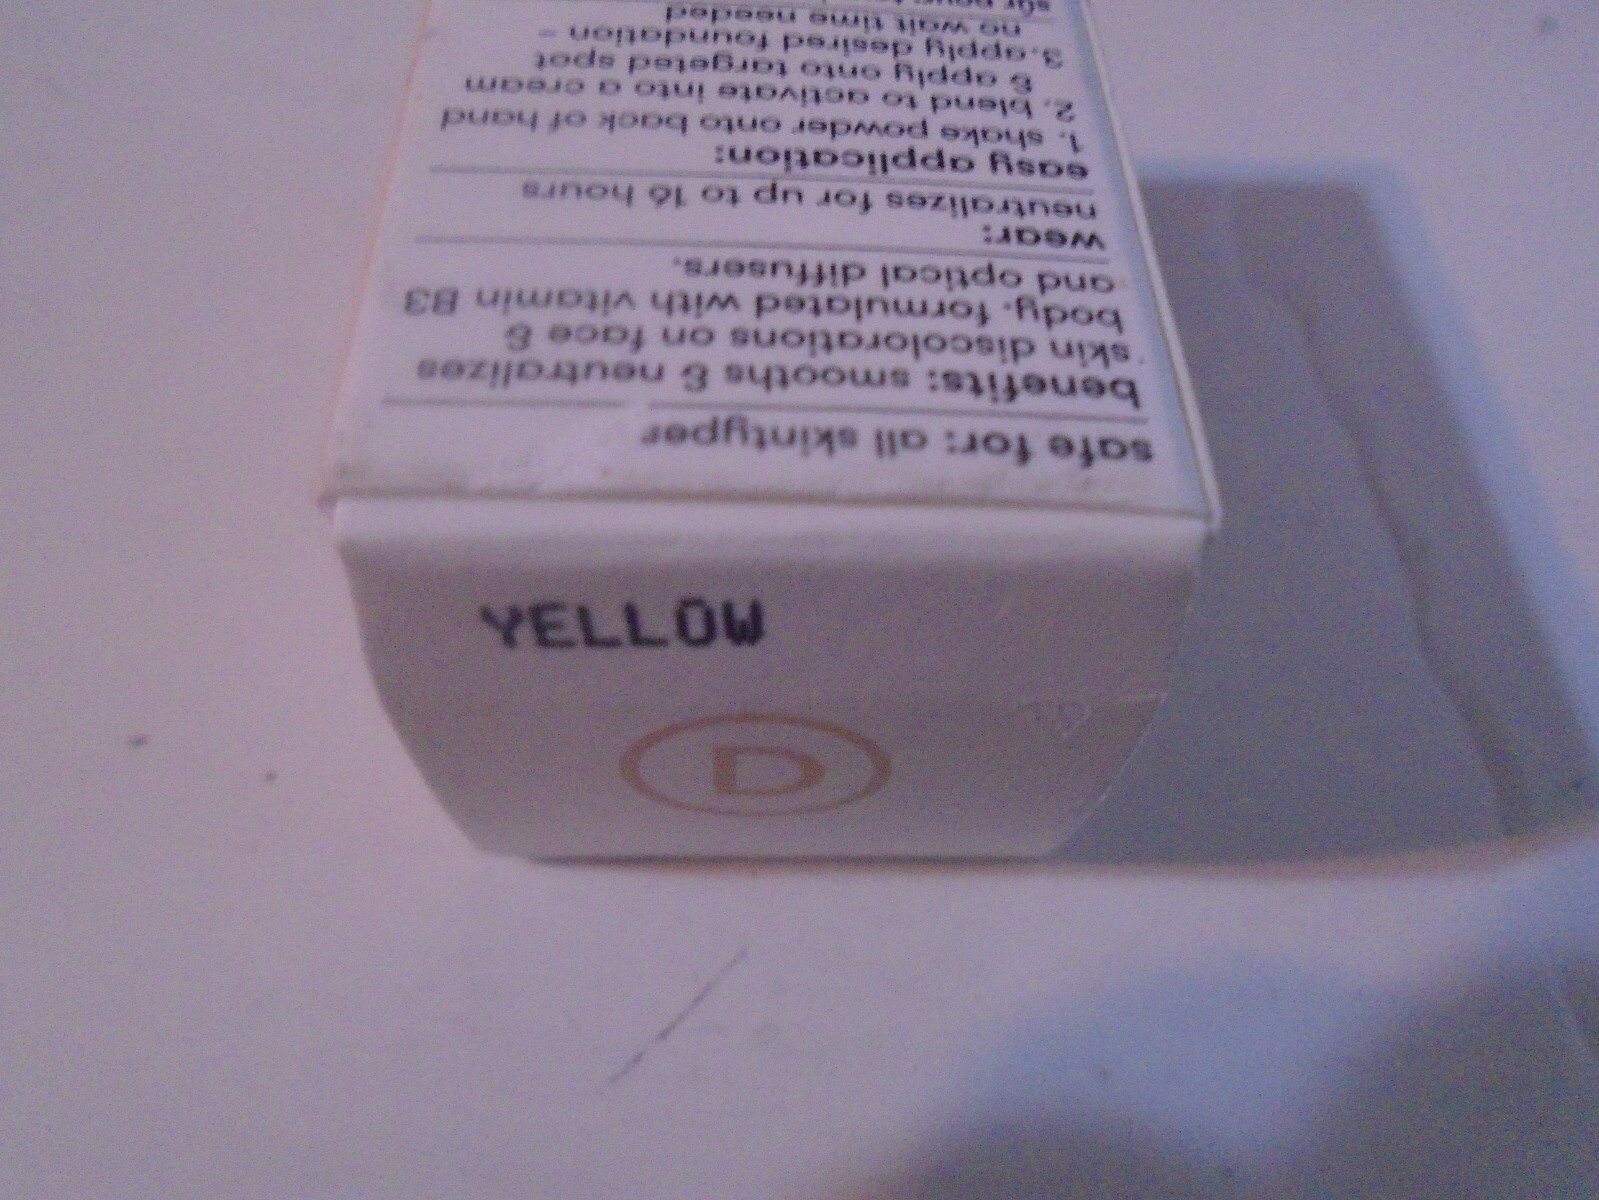 safe for: all skintypes
benefits: smooths & neutralizes
skin discolorations on face &
body. formulated with vitamin B3
and optical diffusers.
wear:
neutralizes for up to 16 hours
easy application:
1. shake powder onto back of hand
2. blend to activate into a cream
& apply onto targeted spot
3. apply desired foundation –
no wait time needed
YELLOW
D